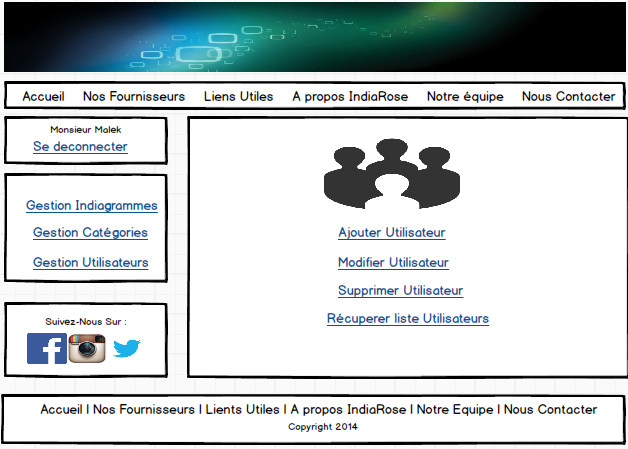 Accueil Nos Fournisseurs Liens Utiles A propos IndiaRose Notre équipe Nous Contacter
Monsieur Malek
Se deconnecter
Gestion Indiagrammes
Gestion Catégories
Gestion Utilisateurs
Suivez-Nous Sur :
Ajouter Utilisateur
Modifier Utilisateur
Supprimer Utilisateur
Récuperer liste Utilisateurs
Accueil | Nos Fournisseurs | Lients Utiles | A propos IndiaRose | Notre Equipe | Nous Contacter
Copyright 2014